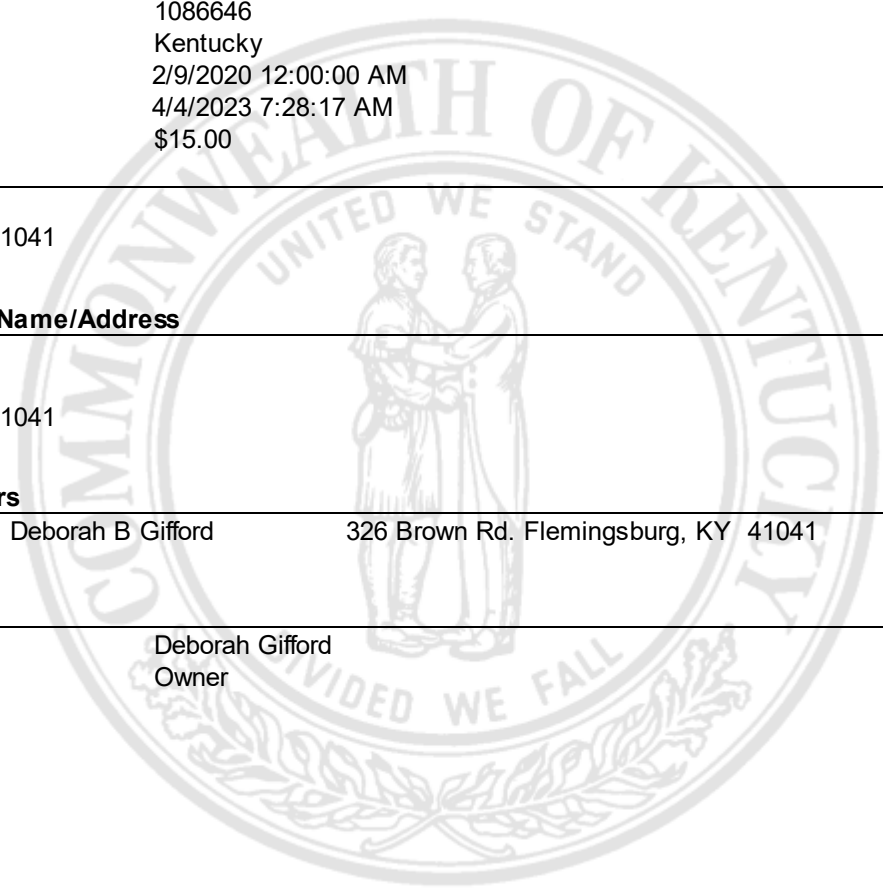 1086646
Kentucky
2/9/2020 12:00:00 AM
4/4/2023 7:28:17 AM
$15.00
1041
Name/Address
1041
rs
Deborah B Gifford 326 Brown Rd. Flemingsburg, KY 41041
Deborah Gifford
Owner
COMMONWEALTH OF KENTUCKY
UNITED WE STAND
DIVIDED WE FALL